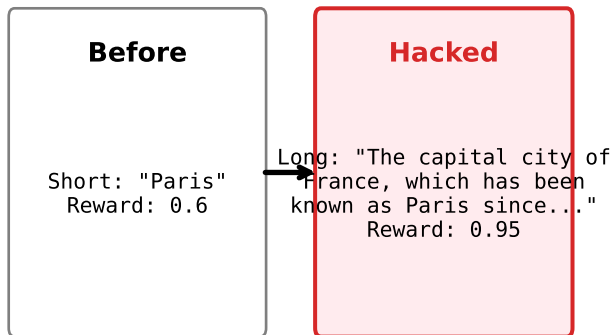 Before
Short: "Paris"
Reward: 0.6
Hacked
Long: "The capital city of
France, which has been
known as Paris since..."
Reward: 0.95